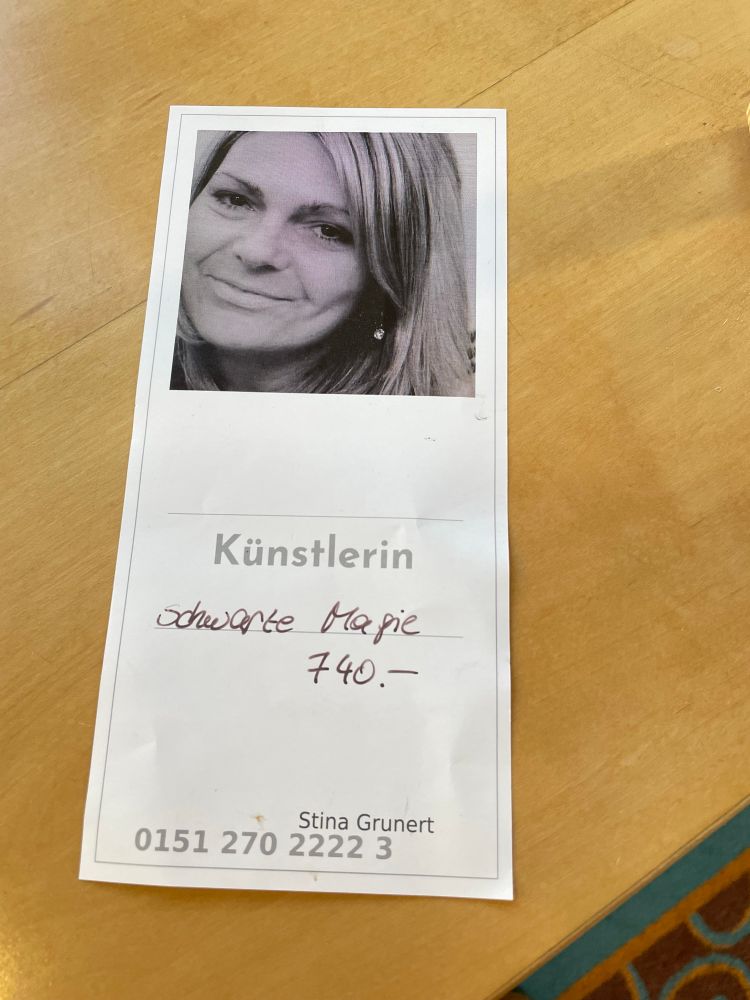 Künstlerin
Schwarze Magie
740.—
Stina Grunert
0151 270 2222 3